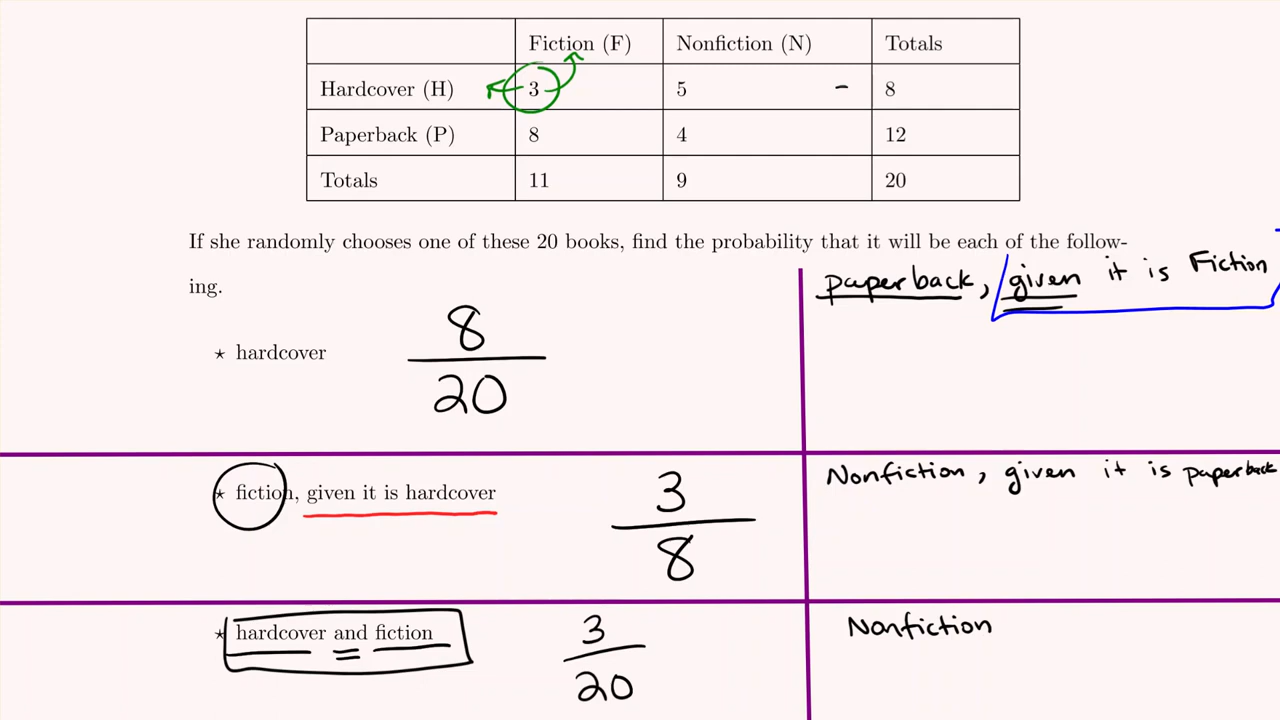 Fiction (F) Nonfiction (N) Totals
Hardcover (H) 3 5 - 8
Paperback (P) 8 4 12
Totals 11 9 20
If she randomly chooses one of these 20 books, find the probability that it will be each of the follow-
ing.
paperback, given it is Fiction
⋆ hardcover
8
20
⋆ fiction, given it is hardcover
3
8
Nonfiction, given it is paperback
⋆ hardcover and fiction
3
20
Nonfiction